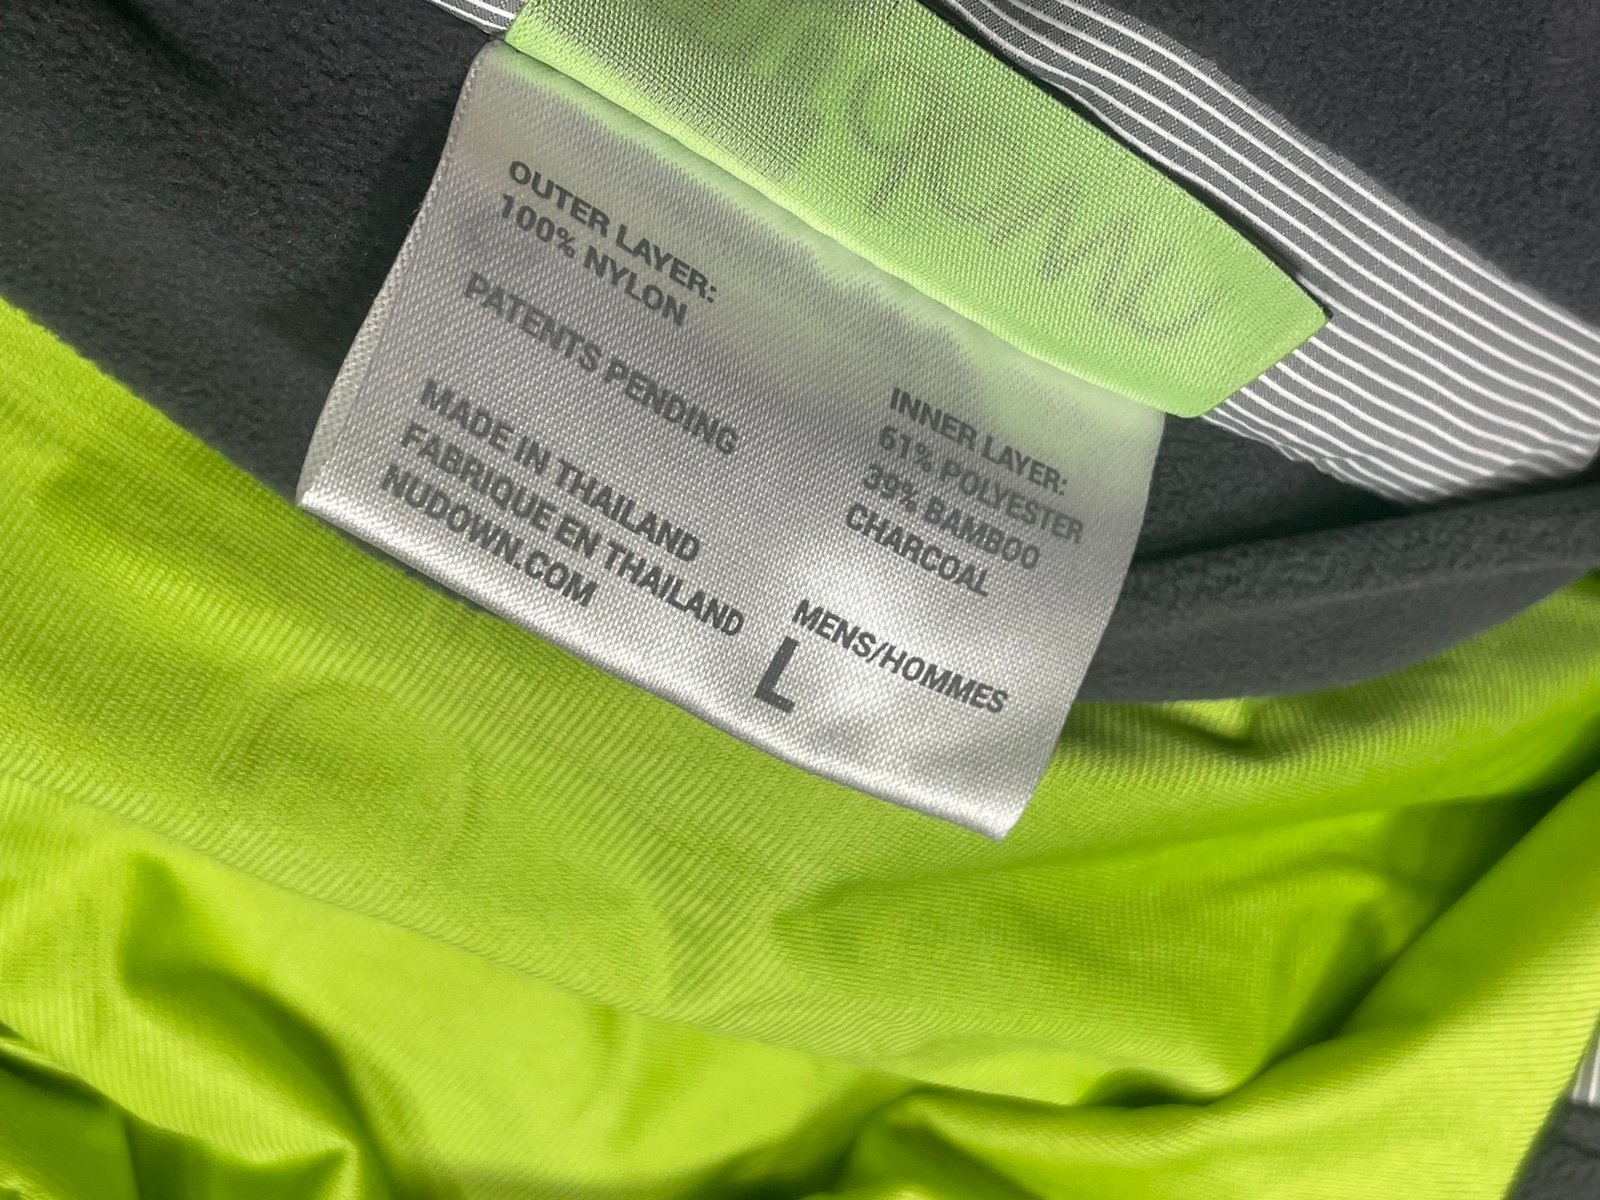 OUTER LAYER:
100% NYLON
PATENTS PENDING
MADE IN THAILAND
FABRIQUE EN THAILAND
NUDOWN.COM
INNER LAYER:
61% POLYESTER
39% BAMBOO
CHARCOAL
MENS/HOMMES
L